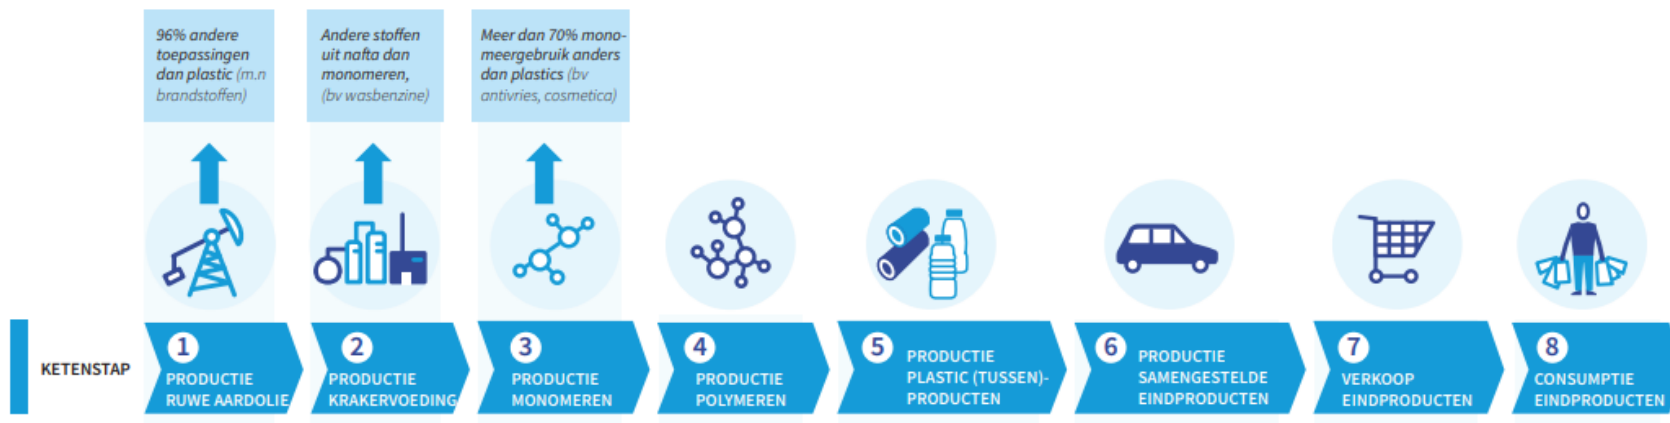 96% andere
toepassingen
dan plastic (m.n
brandstoffen)
Andere stoffen
uit nafta dan
monomeren,
(bv wasbenzine)
Meer dan 70% mono-
meergebruik anders
dan plastics (bv
antivries, cosmetica)
KETENSTAP
1
PRODUCTIE
RUWE AARDOLIE
2
PRODUCTIE
KRAKERVOEDING
3
PRODUCTIE
MONOMEREN
4
PRODUCTIE
POLYMEREN
5
PRODUCTIE
PLASTIC (TUSSEN)-
PRODUCTEN
6
PRODUCTIE
SAMENGESTELDE
EINDPRODUCTEN
7
VERKOOP
EINDPRODUCTEN
8
CONSUMPTIE
EINDPRODUCTEN